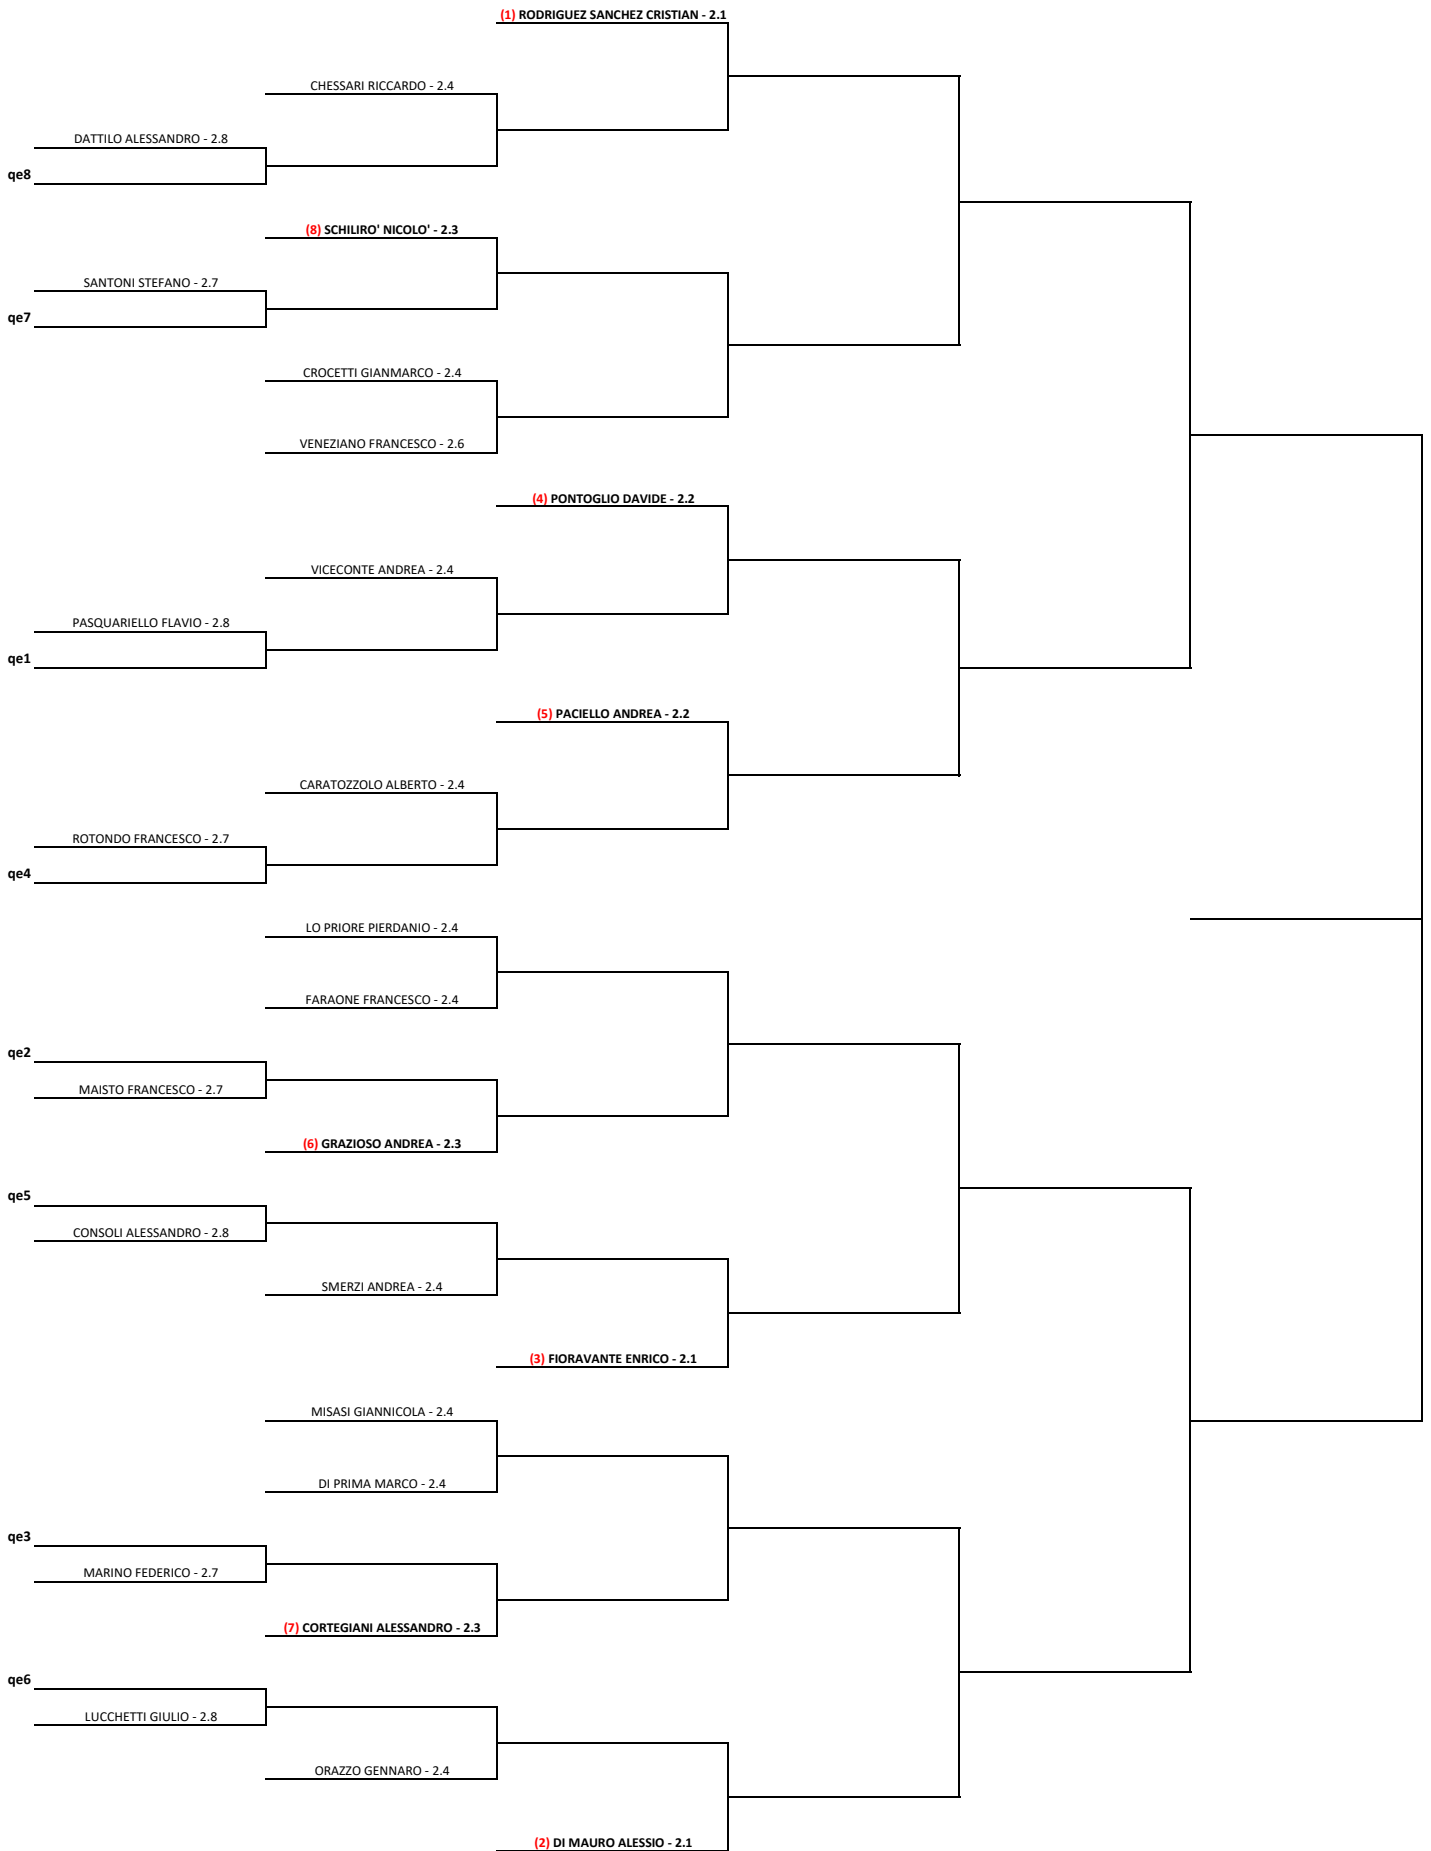 (1) RODRIGUEZ SANCHEZ CRISTIAN - 2.1
CHESSARI RICCARDO - 2.4
DATTILO ALESSANDRO - 2.8
qe8
(8) SCHILIRO' NICOLO' - 2.3
SANTONI STEFANO - 2.7
qe7
CROCETTI GIANMARCO - 2.4
VENEZIANO FRANCESCO - 2.6
(4) PONTOGLIO DAVIDE - 2.2
VICECONTE ANDREA - 2.4
PASQUARIELLO FLAVIO - 2.8
qe1
(5) PACIELLO ANDREA - 2.2
CARATOZZOLO ALBERTO - 2.4
ROTONDO FRANCESCO - 2.7
qe4
LO PRIORE PIERDANIO - 2.4
FARAONE FRANCESCO - 2.4
qe2
MAISTO FRANCESCO - 2.7
(6) GRAZIOSO ANDREA - 2.3
qe5
CONSOLI ALESSANDRO - 2.8
SMERZI ANDREA - 2.4
(3) FIORAVANTE ENRICO - 2.1
MISASI GIANNICOLA - 2.4
DI PRIMA MARCO - 2.4
qe3
MARINO FEDERICO - 2.7
(7) CORTEGIANI ALESSANDRO - 2.3
qe6
LUCCHETTI GIULIO - 2.8
ORAZZO GENNARO - 2.4
(2) DI MAURO ALESSIO - 2.1